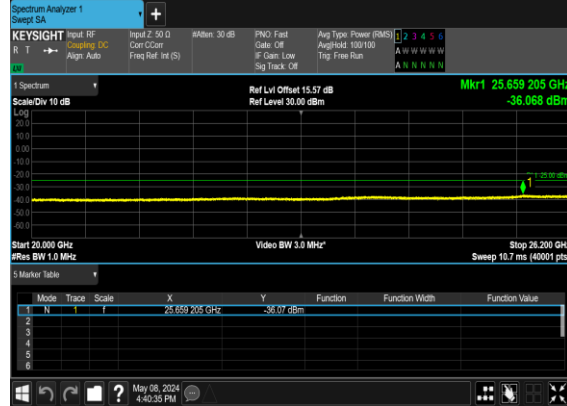 Spectrum Analyzer 1
Swept SA
+
KEYSIGHT Input: RF Input Z: 50 Ω #Atten: 30 dB PNO: Fast Avg Type: Power (RMS) 1 2 3 4 5 6
R T Coupling: DC Corr CCorr Gate: Off Avg|Hold: 100/100 A W W W W W
Align: Auto Freq Ref: Int (S) IF Gain: Low Trig: Free Run
Sig Track: Off A N N N N N
1 Spectrum Ref Lvl Offset 15.57 dB Mkr1 25.659 205 GHz
Scale/Div 10 dB Ref Level 30.00 dBm -36.068 dBm
Log
20.0
10.0
0.00
-10.0
-20.0
-25.00 dBm
1
-30.0
-40.0
-50.0
-60.0
Start 20.000 GHz Video BW 3.0 MHz* Stop 26.200 GHz
#Res BW 1.0 MHz Sweep 10.7 ms (40001 pts)
5 Marker Table
Mode Trace Scale X Y Function Function Width Function Value
1 N 1 f 25.659 205 GHz -36.07 dBm
2
3
4
5
6
? May 08, 2024
4:40:35 PM